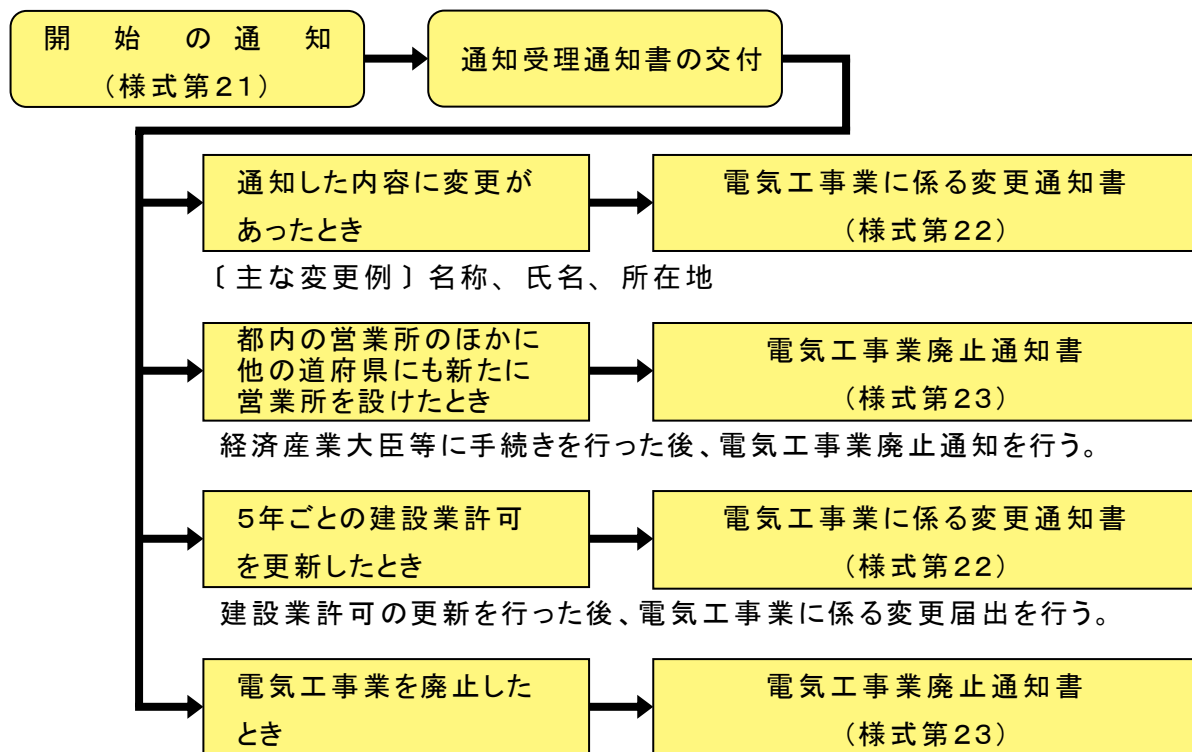 開始の通知
（様式第２１）
通知受理通知書の交付
通知した内容に変更が
あったとき
電気工事業に係る変更通知書
（様式第２２）
〔主な変更例〕名称、氏名、所在地
都内の営業所のほかに
他の道府県にも新たに
営業所を設けたとき
電気工事業廃止通知書
（様式第２３）
経済産業大臣等に手続きを行った後、電気工事業廃止通知を行う。
５年ごとの建設業許可
を更新したとき
電気工事業に係る変更通知書
（様式第２２）
建設業許可の更新を行った後、電気工事業に係る変更届出を行う。
電気工事業を廃止した
とき
電気工事業廃止通知書
（様式第２３）